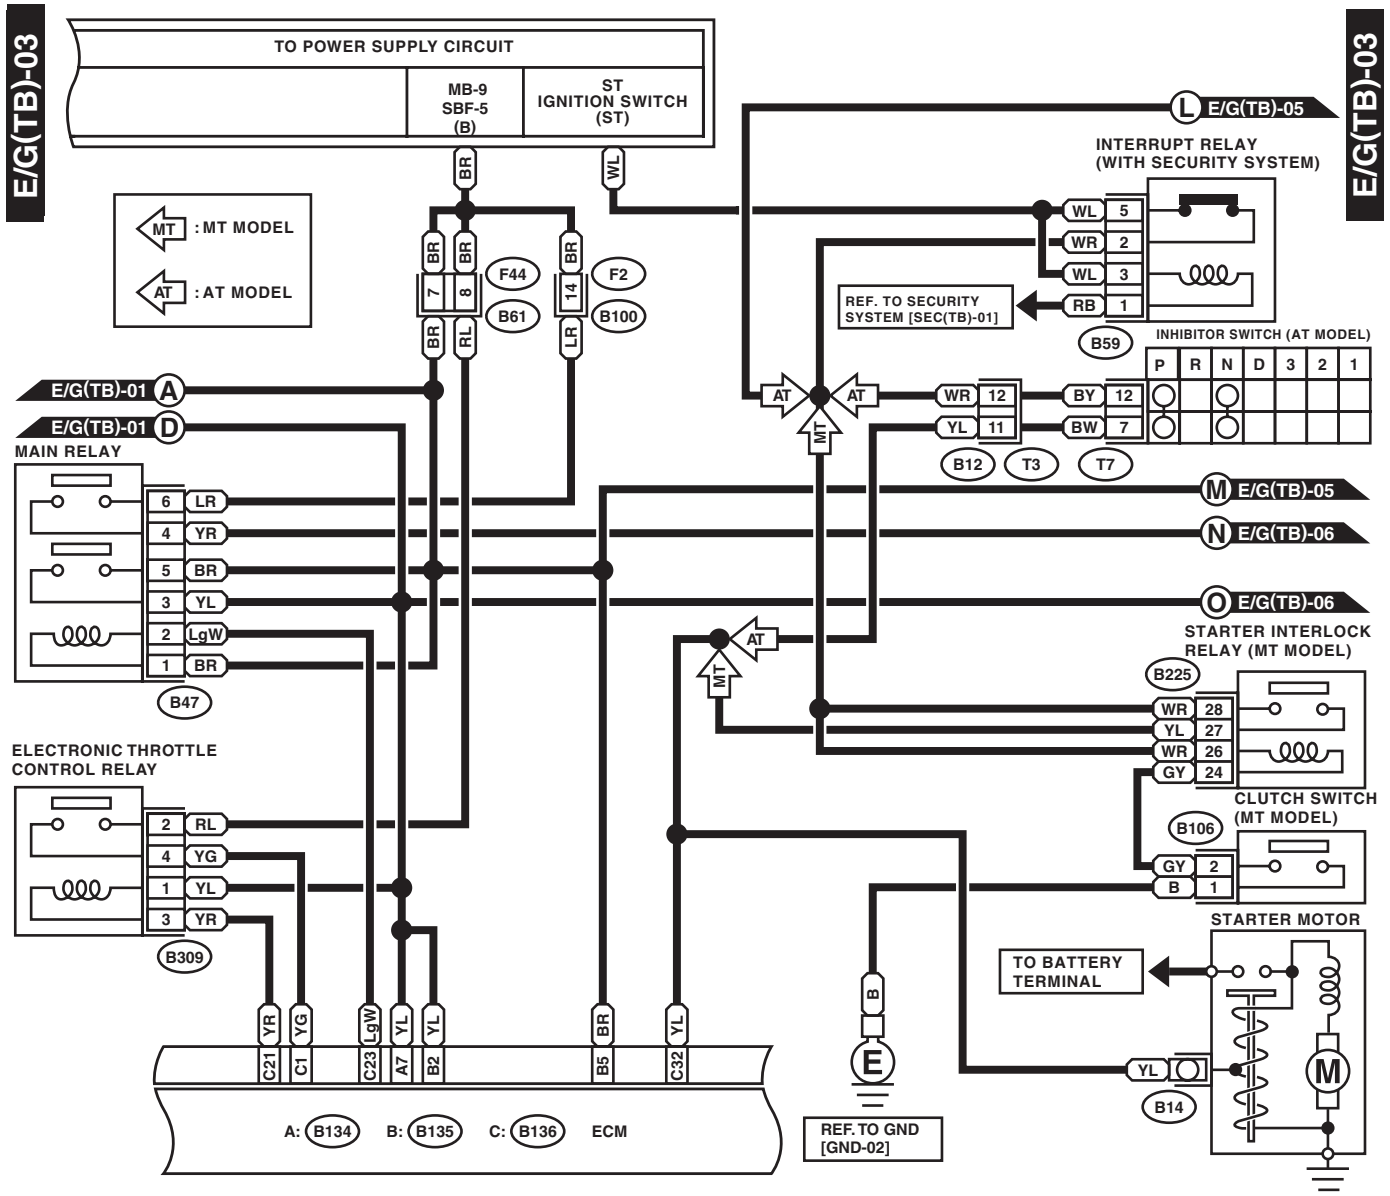 E/G(TB)-03
E/G(TB)-03
TO POWER SUPPLY CIRCUIT
MB-9
SBF-5
(B)
ST
IGNITION SWITCH
(ST)
BR
WL
MT
: MT MODEL
AT
: AT MODEL
BR
BR
BR
7
8
14
F44
B61
F2
B100
BR
RL
LR
L
E/G(TB)-05
INTERRUPT RELAY
(WITH SECURITY SYSTEM)
WL 5
WR 2
WL 3
RB 1
B59
REF. TO SECURITY
SYSTEM [SEC(TB)-01]
INHIBITOR SWITCH (AT MODEL)
P R N D 3 2 1
AT
AT
MT
WR 12
YL 11
BY 12
BW 7
B12
T3
T7
E/G(TB)-01 A
E/G(TB)-01 D
MAIN RELAY
6 LR
4 YR
5 BR
3 YL
2 LgW
1 BR
B47
M E/G(TB)-05
N E/G(TB)-06
O E/G(TB)-06
AT
MT
STARTER INTERLOCK
RELAY (MT MODEL)
B225
WR 28
YL 27
WR 26
GY 24
CLUTCH SWITCH
(MT MODEL)
B106
GY 2
B 1
ELECTRONIC THROTTLE
CONTROL RELAY
2 RL
4 YG
1 YL
3 YR
B309
STARTER MOTOR
TO BATTERY
TERMINAL
M
YL
B14
B
E
REF. TO GND
[GND-02]
YR
YG
LgW
YL
YL
BR
YL
C21
C1
C23
A7
B2
B5
C32
A: B134 B: B135 C: B136 ECM